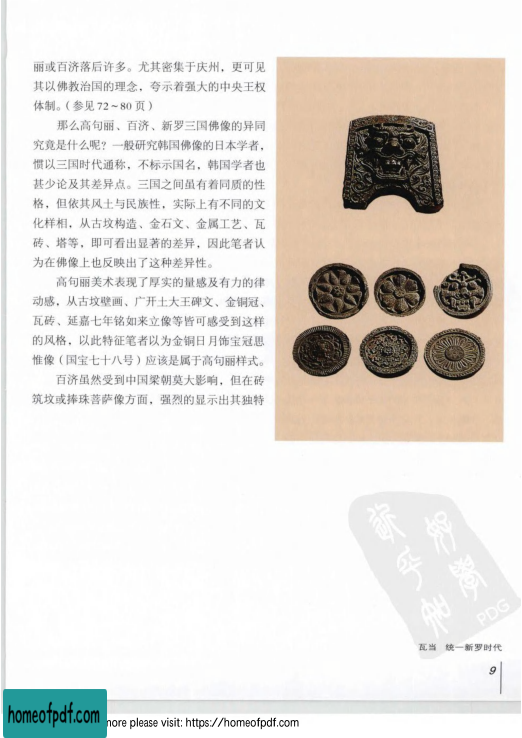 丽或百济落后许多。尤其密集于庆州，更可见
其以佛教治国的理念，夸示着强大的中央王权
体制。（参见72～80页）
那么高句丽、百济、新罗三国佛像的异同
究竟是什么呢？一般研究韩国佛像的日本学者，
惯以三国时代通称，不标示国名，韩国学者也
甚少论及其差异点。三国之间虽有着同质的性
格，但依其风土与民族性，实际上有不同的文
化样相，从古坟构造、金石文、金属工艺、瓦
砖、塔等，即可看出显著的差异，因此笔者认
为在佛像上也反映出了这种差异性。
高句丽美术表现了厚实的量感及有力的律
动感，从古坟壁画、广开土大王碑文、金铜冠、
瓦砖、延嘉七年铭如来立像等皆可感受到这样
的风格，以此特征笔者以为金铜日月饰宝冠思
惟像（国宝七十八号）应该是属于高句丽样式。
百济虽然受到中国梁朝莫大影响，但在砖
筑坟或捧珠菩萨像方面，强烈的显示出其独特
PDG
瓦当 统一新罗时代
9
homeofpdf.com
more please visit: https://homeofpdf.com